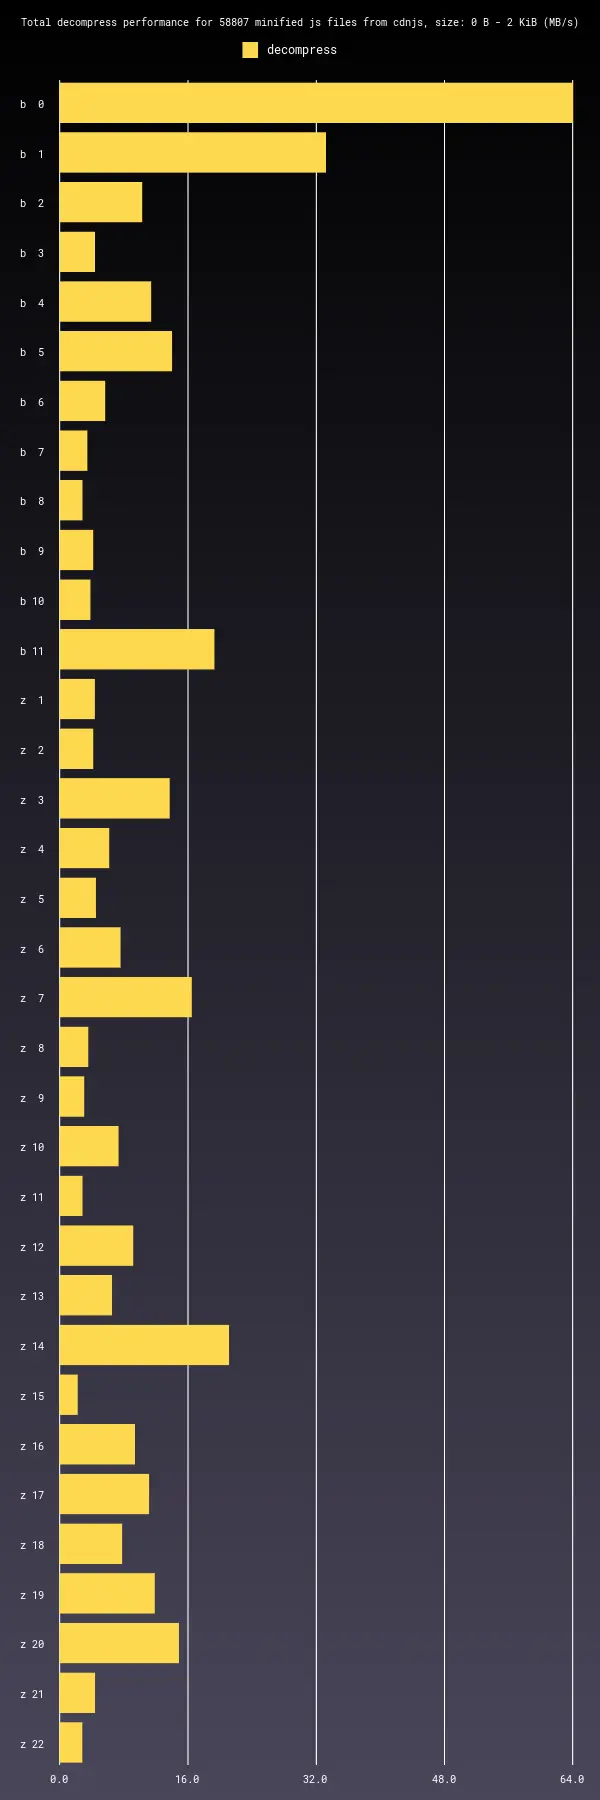 Total decompress performance for 58807 minified js files from cdnjs, size: 0 B - 2 KiB (MB/s)
decompress
b 0
b 1
b 2
b 3
b 4
b 5
b 6
b 7
b 8
b 9
b 10
b 11
z 1
z 2
z 3
z 4
z 5
z 6
z 7
z 8
z 9
z 10
z 11
z 12
z 13
z 14
z 15
z 16
z 17
z 18
z 19
z 20
z 21
z 22
0.0 16.0 32.0 48.0 64.0